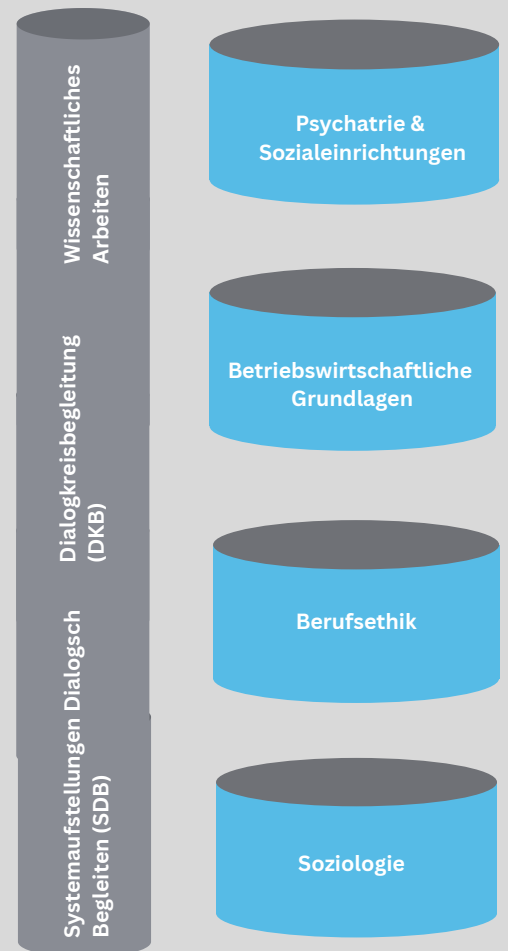 Wissenschaftliches
Arbeiten
Dialogkreisbegleitung
(DKB)
Systemaufstellungen Dialogsch
Begleiten (SDB)
Psychatrie &
Sozialeinrichtungen
Betriebswirtschaftliche
Grundlagen
Berufsethik
Soziologie